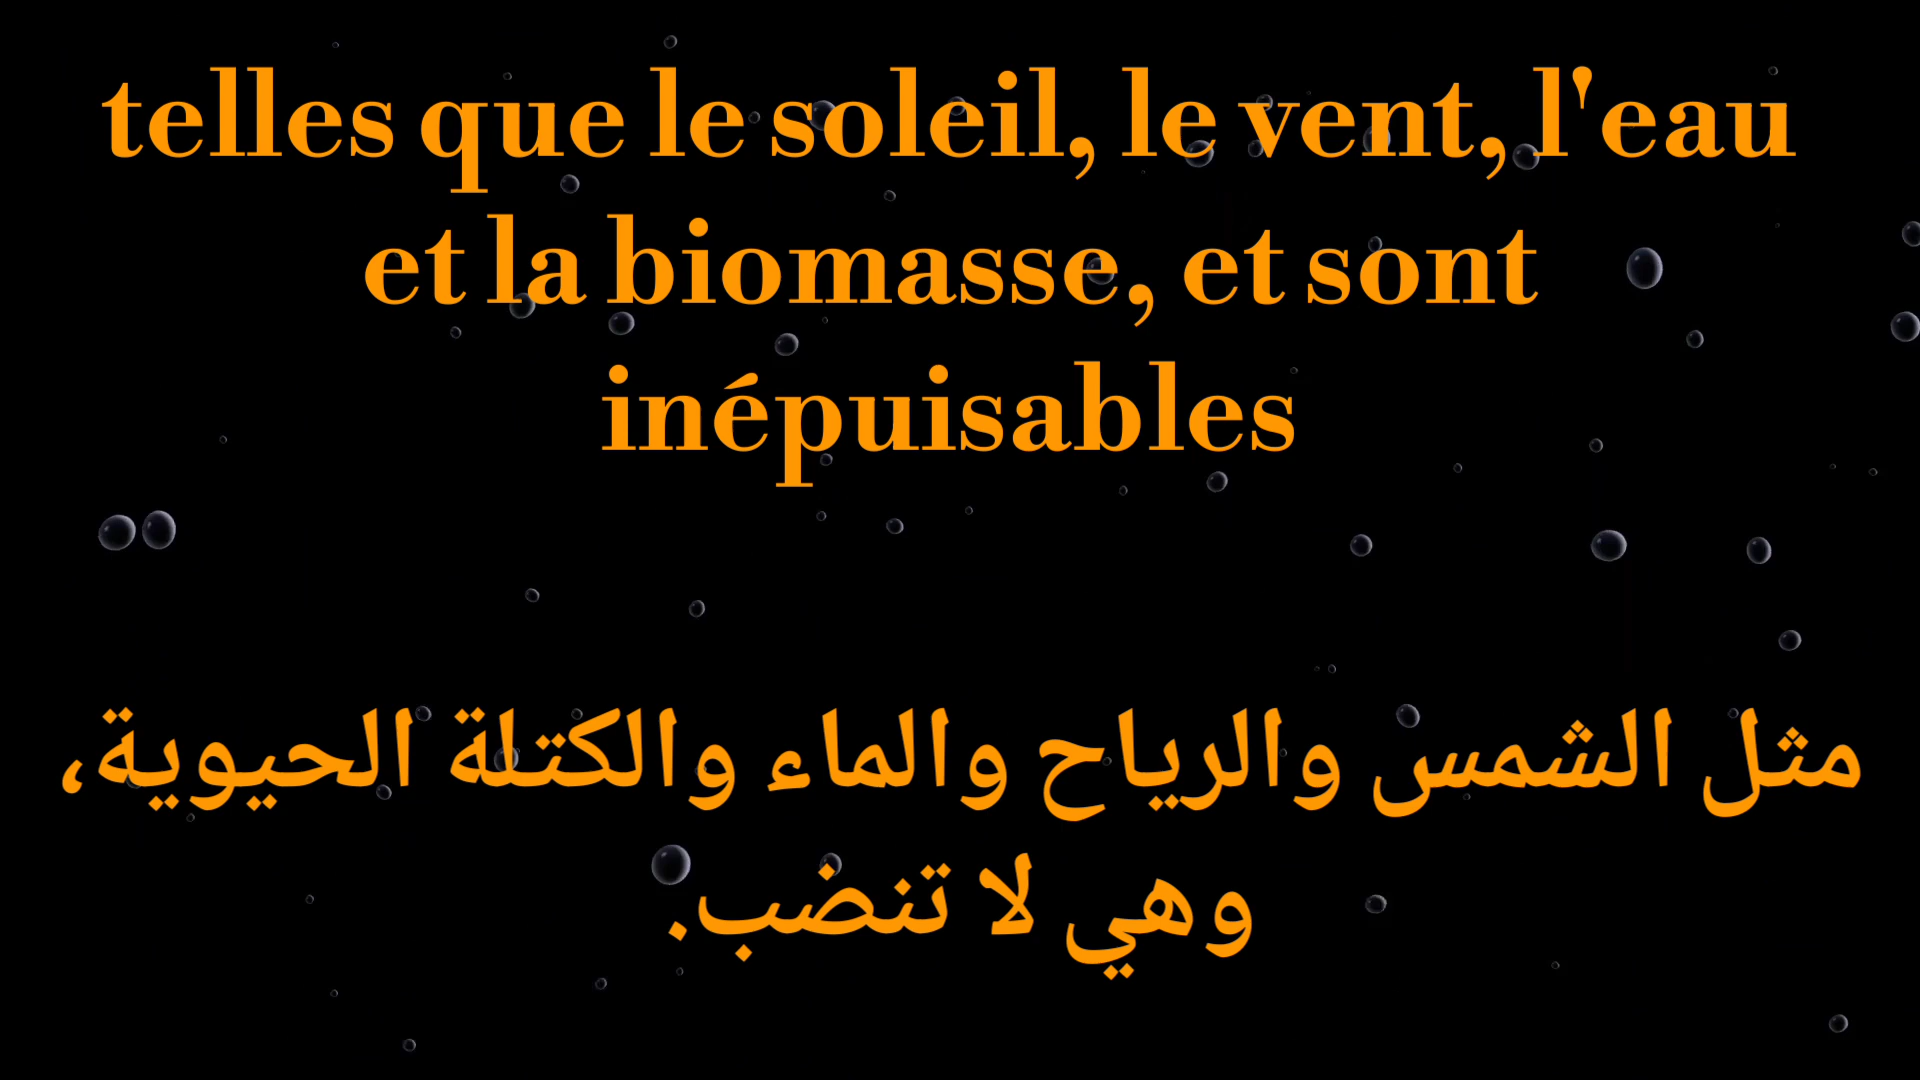 telles que le soleil, le vent, l'eau
et la biomasse, et sont
inépuisables
مثل الشمس والرياح والماء والكتلة الحيوية،
وهي لا تنضب.